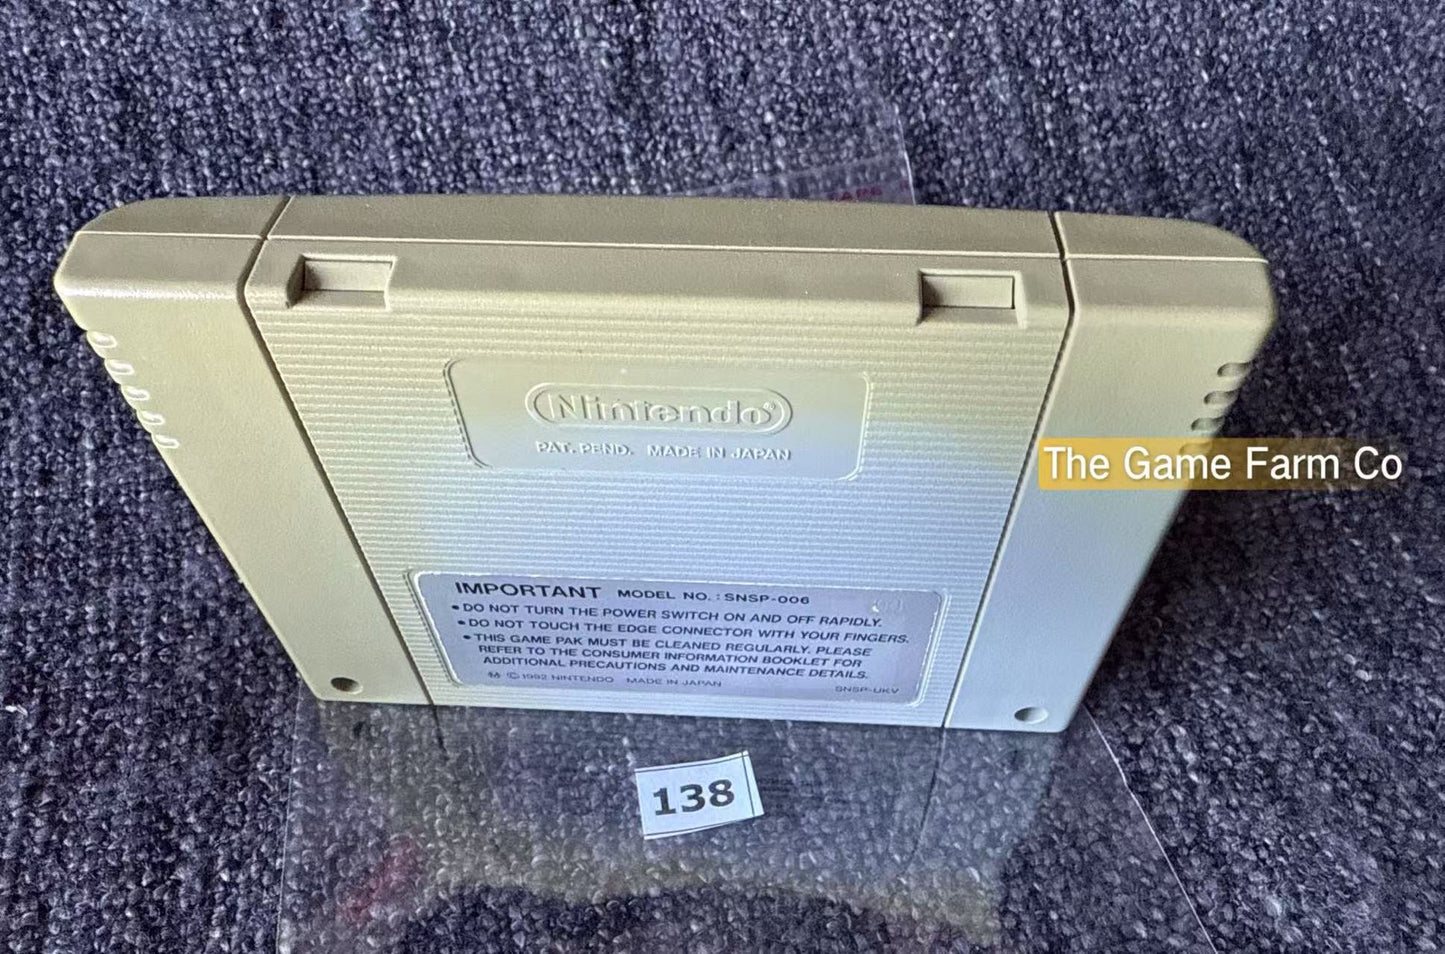 Nintendo®
PAT. PEND. MADE IN JAPAN
The Game Farm Co
IMPORTANT MODEL NO. : SNSP-006
•DO NOT TURN THE POWER SWITCH ON AND OFF RAPIDLY.
•DO NOT TOUCH THE EDGE CONNECTOR WITH YOUR FINGERS.
•THIS GAME PAK MUST BE CLEANED REGULARLY. PLEASE
REFER TO THE CONSUMER INFORMATION BOOKLET FOR
ADDITIONAL PRECAUTIONS AND MAINTENANCE DETAILS.
Ⓒ 1992 NINTENDO MADE IN JAPAN
SNSP-UKV
138